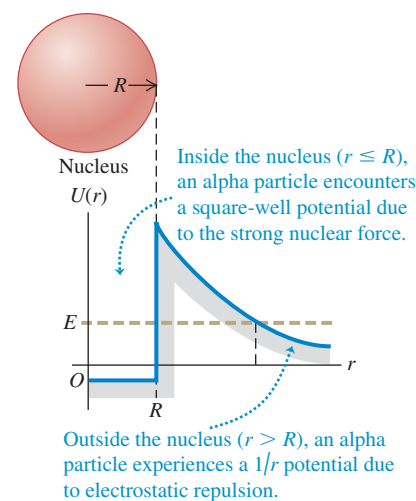 R
Nucleus
Inside the nucleus (r ≤ R),
an alpha particle encounters
a square-well potential due
to the strong nuclear force.
U(r)
E
r
O
R
Outside the nucleus (r > R), an alpha
particle experiences a 1/r potential due
to electrostatic repulsion.